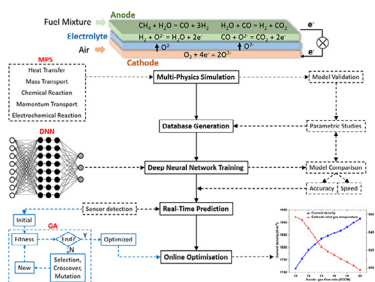 Fuel Mixture
Anode
CH₄ + H₂O = CO + 3H₂
H₂O + CO = H₂ + CO₂
e⁻
Electrolyte
H₂ + O²⁻ = H₂O + 2e⁻
CO + O²⁻ = CO₂ + 2e⁻
Air
O²⁻
O²⁻
O₂ + 4e⁻ = 2O²⁻
e⁻
Cathode
MPS
Heat Transfer
Mass Transport
Chemical Reaction
Momentum Transport
Electrochemical Reaction
Multi-Physics Simulation
Model Validation
Database Generation
Parametric Studies
DNN
Deep Neural Network Training
Model Comparison
Accuracy
Speed
Sensor detection
Real-Time Prediction
Initial
GA
Fitness
End?
Y
Optimized
N
Online Optimisation
New
Selection,
Crossover,
Mutation
Current density